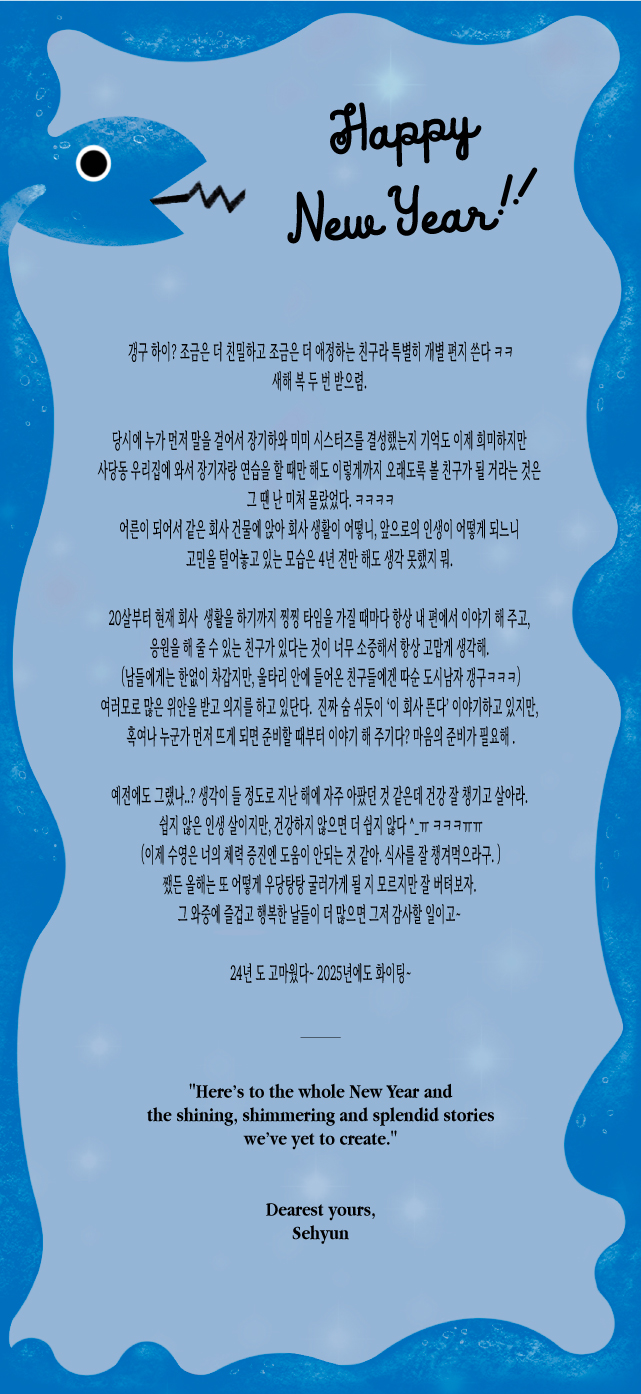 Happy
New Year!!
갱구 하이? 조금은 더 친밀하고 조금은 더 애정하는 친구라 특별히 개별 편지 쓴다 ㅋㅋ
새해 복 두 번 받으렴.
당시에 누가 먼저 말을 걸어서 장기하와 미미 시스터즈를 결성했는지 기억도 이제 희미하지만
사당동 우리집에 와서 장기자랑 연습을 할 때만 해도 이렇게까지 오래도록 볼 친구가 될 거라는 것은
그 땐 난 미처 몰랐었다. ㅋㅋㅋㅋ
어른이 되어서 같은 회사 건물에 앉아 회사 생활이 어떻니, 앞으로의 인생이 어떻게 되느니
고민을 털어놓고 있는 모습은 4년 전만 해도 생각 못했지 뭐.
20살부터 현재 회사 생활을 하기까지 찡찡 타임을 가질 때마다 항상 내 편에서 이야기 해 주고,
응원을 해 줄 수 있는 친구가 있다는 것이 너무 소중해서 항상 고맙게 생각해.
(남들에게는 한없이 차갑지만, 울타리 안에 들어온 친구들에겐 따순 도시남자 갱구ㅋㅋㅋ)
여러모로 많은 위안을 받고 의지를 하고 있단다. 진짜 숨 쉬듯이 ‘이 회사 뜬다’ 이야기하고 있지만,
혹여나 누군가 먼저 뜨게 되면 준비할 때부터 이야기 해 주기다? 마음의 준비가 필요해 .
예전에도 그랬나..? 생각이 들 정도로 지난 해에 자주 아팠던 것 같은데 건강 잘 챙기고 살아라.
쉽지 않은 인생 살이지만, 건강하지 않으면 더 쉽지 않다 ^_ㅠ ㅋㅋㅋㅠㅠ
(이제 수영은 너의 체력 증진엔 도움이 안되는 것 같아. 식사를 잘 챙겨먹으라구. )
쨌든 올해는 또 어떻게 우당탕탕 굴러가게 될 지 모르지만 잘 버텨보자.
그 와중에 즐겁고 행복한 날들이 더 많으면 그저 감사할 일이고~
24년 도 고마웠다~ 2025년에도 화이팅~
"Here’s to the whole New Year and
the shining, shimmering and splendid stories
we’ve yet to create."
Dearest yours,
Sehyun